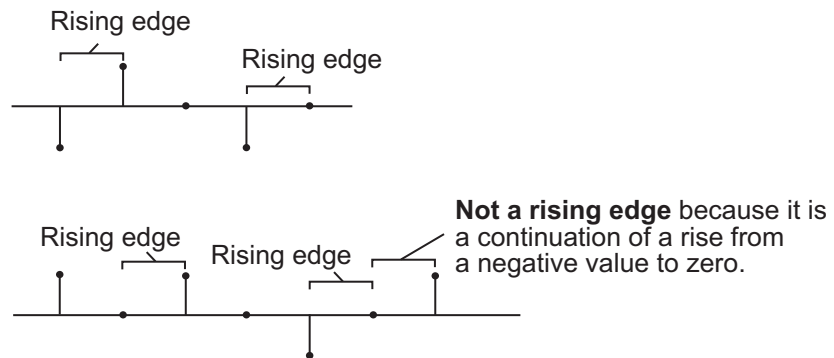 Rising edge
Rising edge
Not a rising edge because it is
a continuation of a rise from
a negative value to zero.
Rising edge
Rising edge